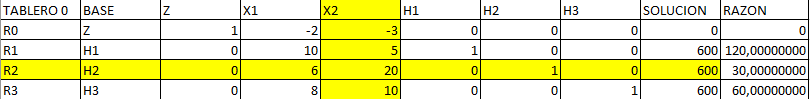 TABLERO 0 BASE Z X1 X2 H1 H2 H3 SOLUCION RAZON
R0 Z 1 -2 -3 0 0 0 0 0
R1 H1 0 10 5 1 0 0 600 120,00000000
R2 H2 0 6 20 0 1 0 600 30,00000000
R3 H3 0 8 10 0 0 1 600 60,00000000